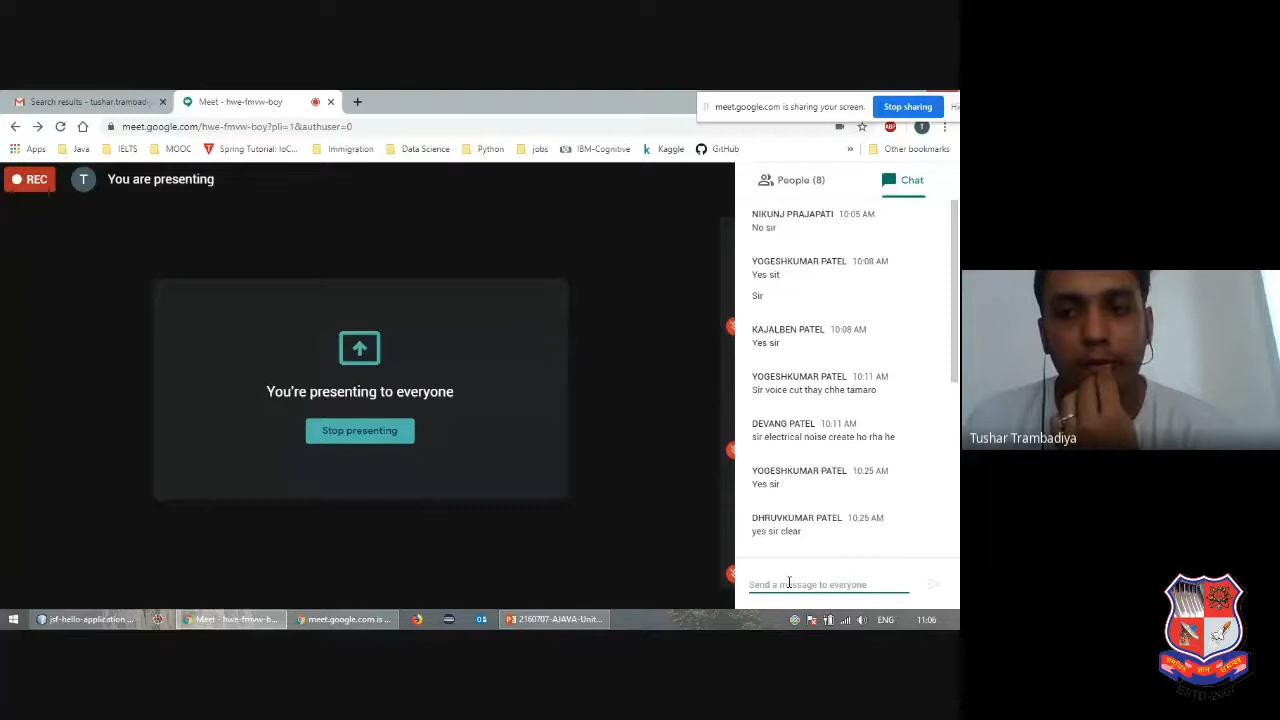 Search results - tushar.trambad
Meet - hwe-fmvw-boy
meet.google.com is sharing your screen.
Stop sharing
Hi
meet.google.com/hwe-fmvw-boy?pli=1&authuser=0
ABP
T
Apps
Java
IELTS
MOOC
Spring Tutorial: IoC...
Immigration
Data Science
Python
jobs
IBM-Cognitive
Kaggle
GitHub
»
Other bookmarks
REC
T
You are presenting
People (8)
Chat
NIKUNJ PRAJAPATI 10:05 AM
No sir
YOGESHKUMAR PATEL 10:08 AM
Yes sit
Sir
KAJALBEN PATEL 10:08 AM
Yes sir
YOGESHKUMAR PATEL 10:11 AM
Sir voice cut thay chhe tamaro
DEVANG PATEL 10:11 AM
sir electrical noise create ho rha he
YOGESHKUMAR PATEL 10:25 AM
Yes sir
DHRUVKUMAR PATEL 10:25 AM
yes sir clear
You're presenting to everyone
Stop presenting
Send a message to everyone
Tushar Trambadiya
jsf-hello-application ...
Meet - hwe-fmvw-b...
meet.google.com is ...
2160707-AJAVA-Unit...
ENG
11:06